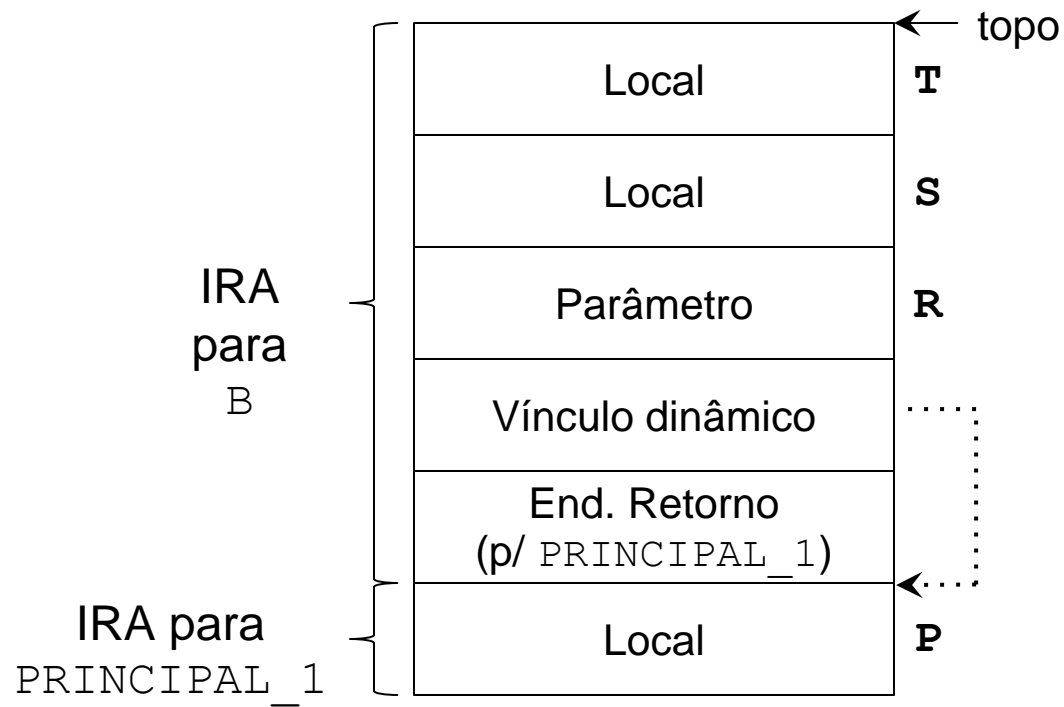 topo
Local T
Local S
IRA
para
B
Parâmetro R
Vínculo dinâmico
End. Retorno
(p/ PRINCIPAL_1)
IRA para
PRINCIPAL_1
Local P